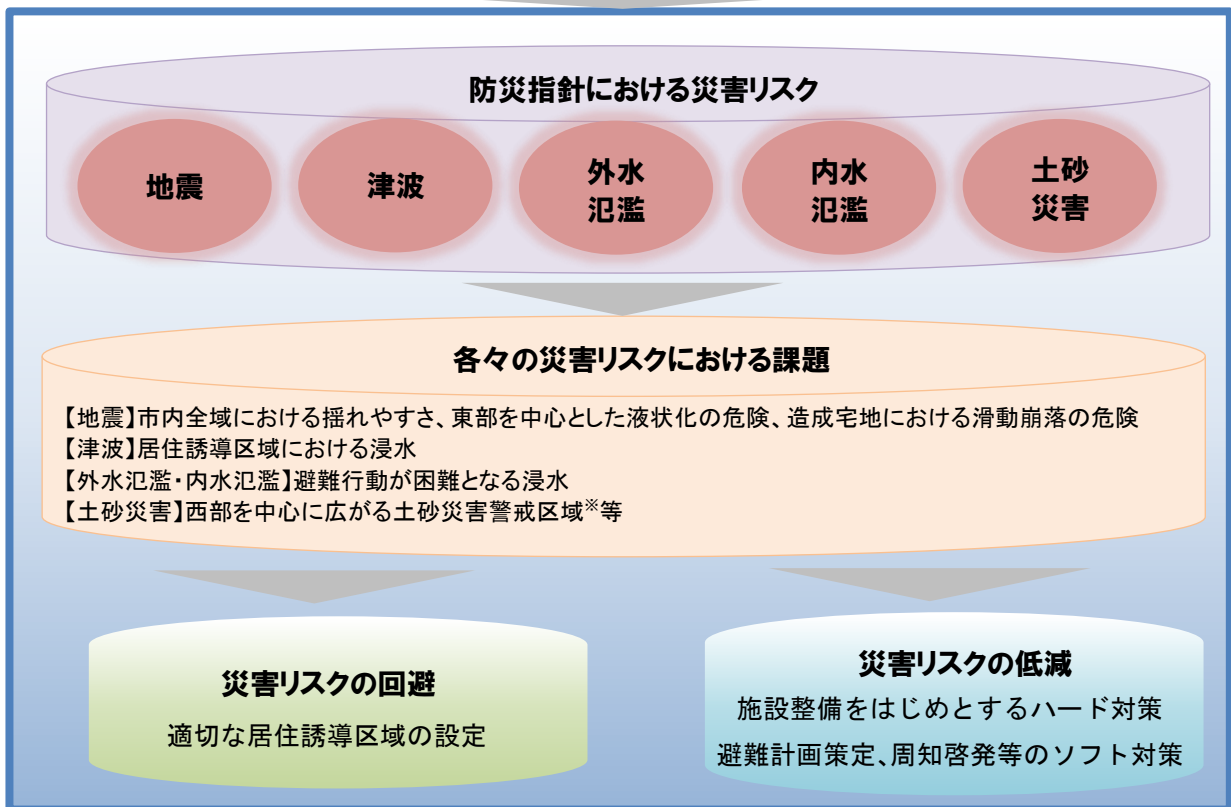 防災指針における災害リスク
地震
津波
外水
氾濫
内水
氾濫
土砂
災害
各々の災害リスクにおける課題
【地震】市内全域における揺れやすさ、東部を中心とした液状化の危険、造成宅地における滑動崩落の危険
【津波】居住誘導区域における浸水
【外水氾濫・内水氾濫】避難行動が困難となる浸水
【土砂災害】西部を中心に広がる土砂災害警戒区域※等
災害リスクの回避
適切な居住誘導区域の設定
災害リスクの低減
施設整備をはじめとするハード対策
避難計画策定、周知啓発等のソフト対策